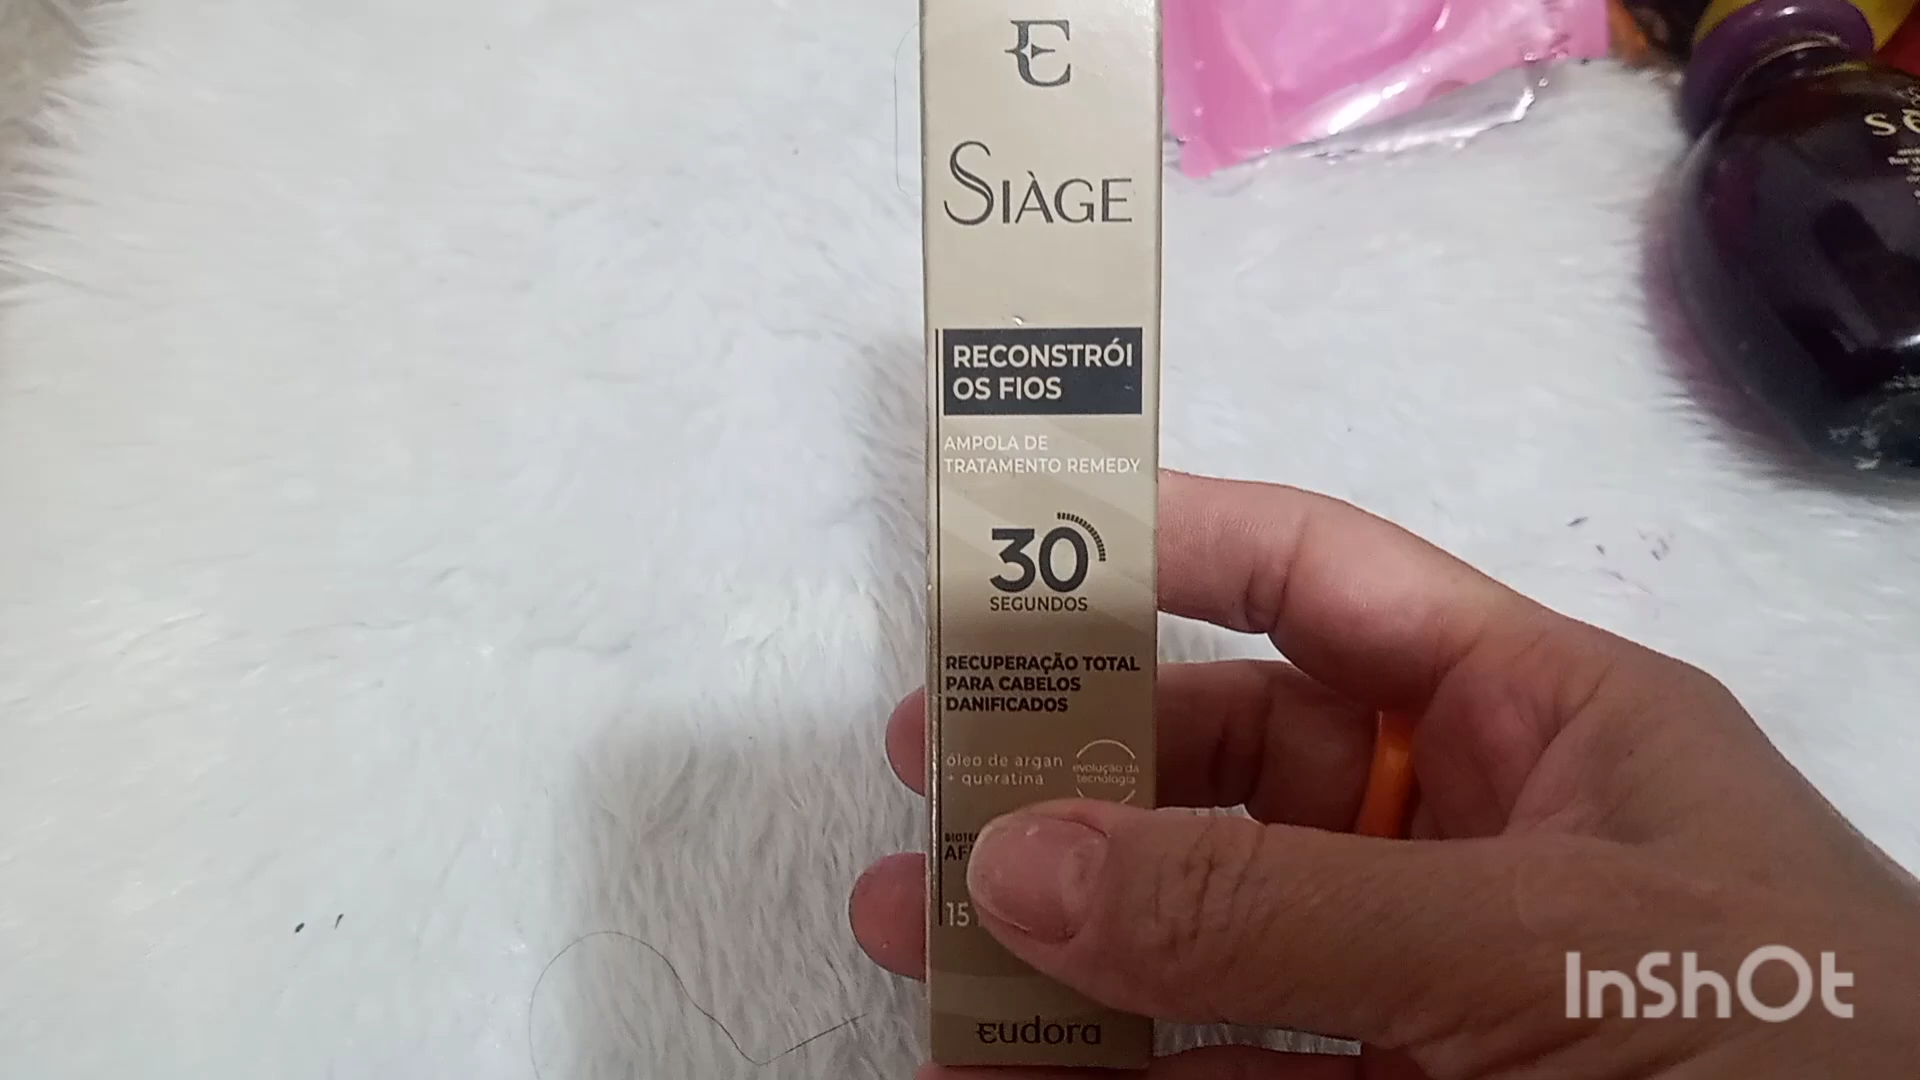 E
SIÀGE
RECONSTRÓI
OS FIOS
AMPOLA DE
TRATAMENTO REMEDY
30
SEGUNDOS
RECUPERAÇÃO TOTAL
PARA CABELOS
DANIFICADOS
óleo de argan
+ queratina
evolução da
tecnologia
15
eudora
InShOt